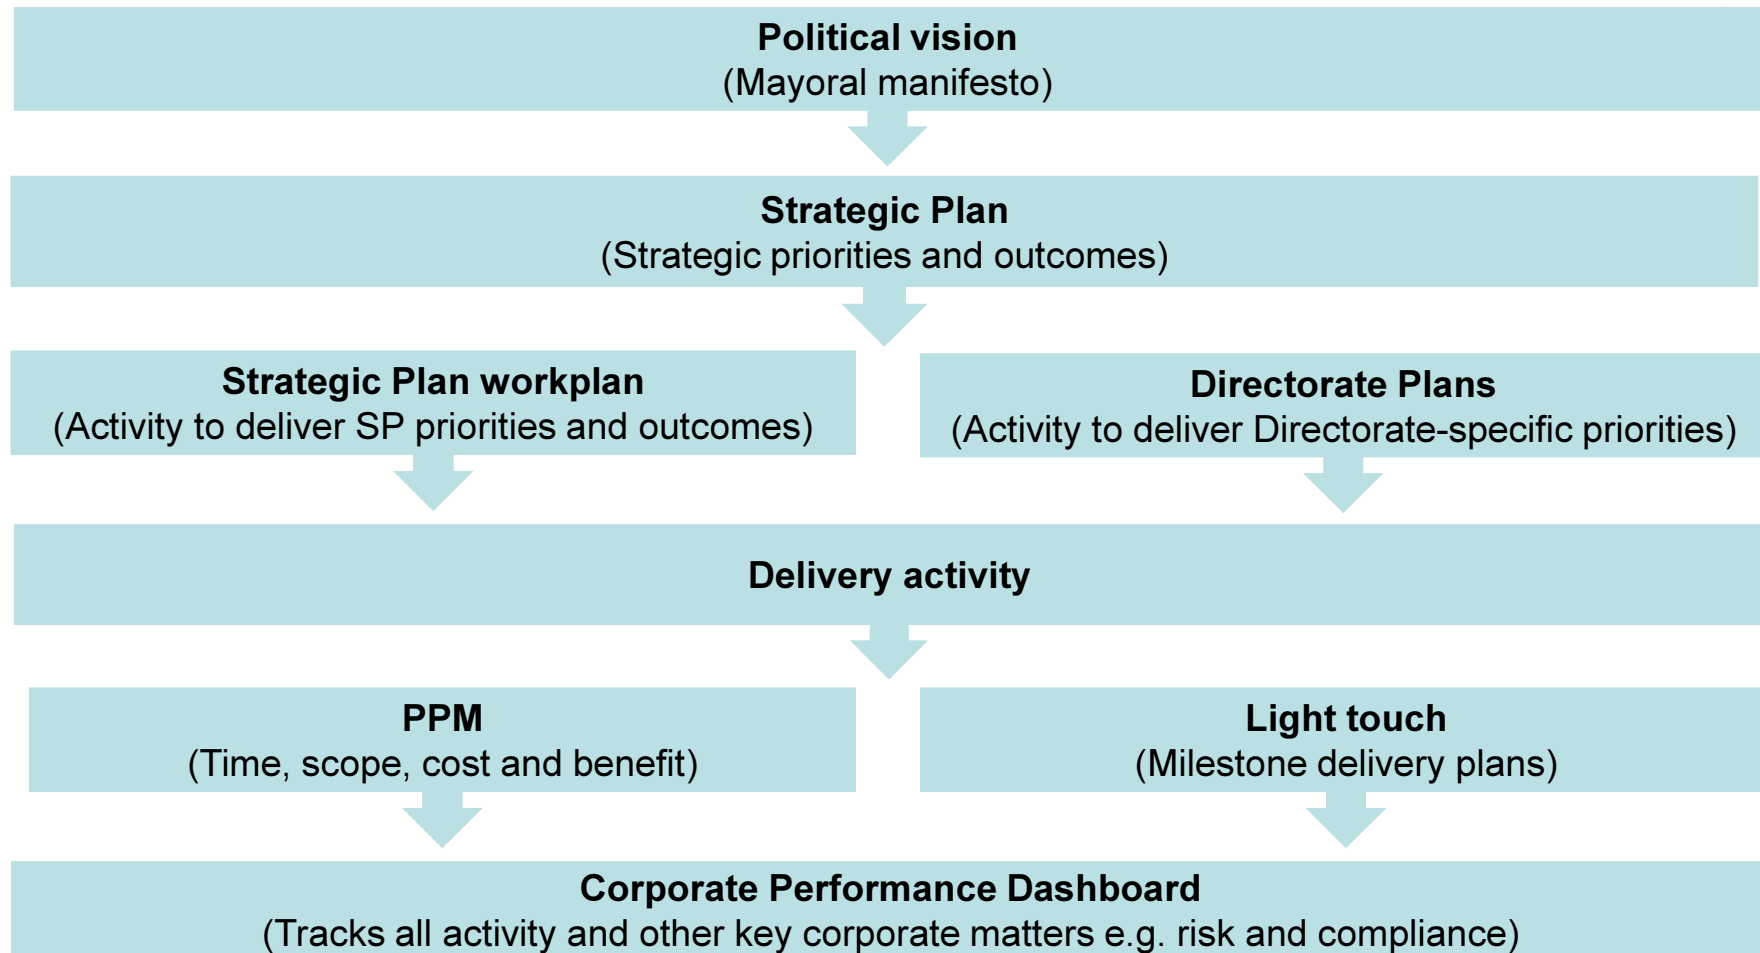 Political vision
(Mayoral manifesto)
Strategic Plan
(Strategic priorities and outcomes)
Strategic Plan workplan
(Activity to deliver SP priorities and outcomes)
Directorate Plans
(Activity to deliver Directorate-specific priorities)
Delivery activity
PPM
(Time, scope, cost and benefit)
Light touch
(Milestone delivery plans)
Corporate Performance Dashboard
(Tracks all activity and other key corporate matters e.g. risk and compliance)